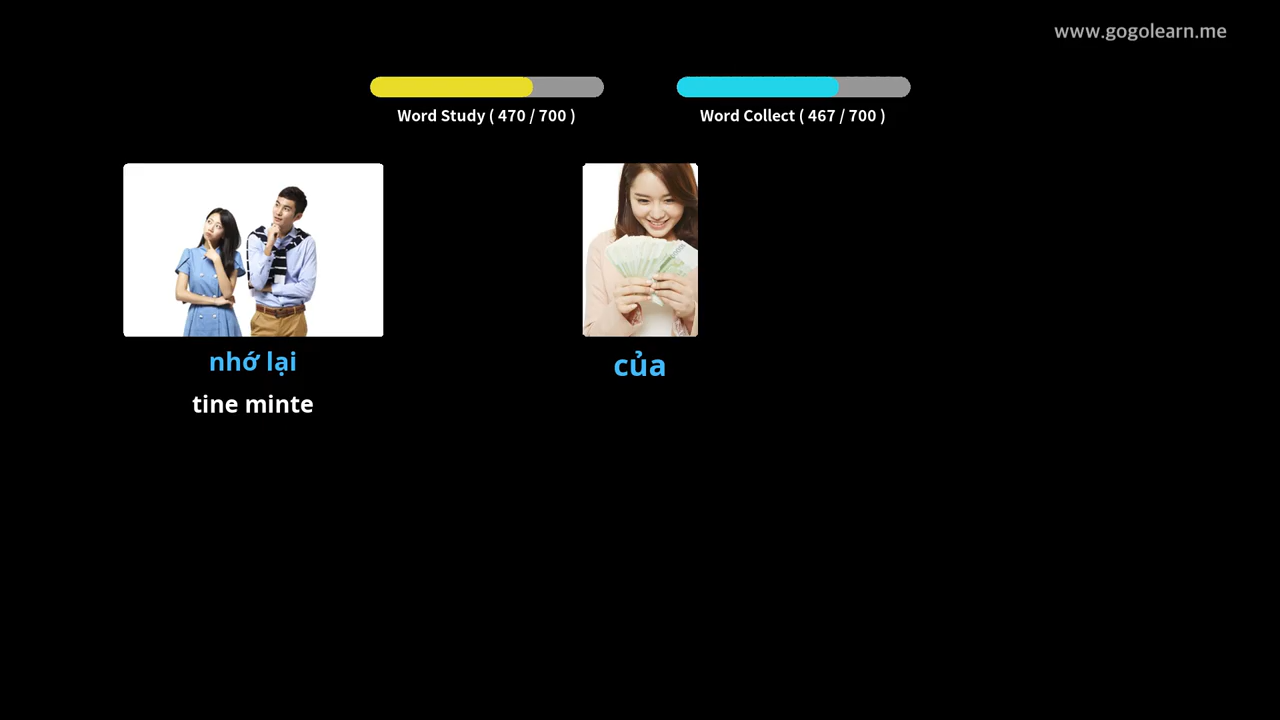 www.gogolearn.me
Word Study ( 470 / 700 )
Word Collect ( 467 / 700 )
nhớ lại
tine minte
của